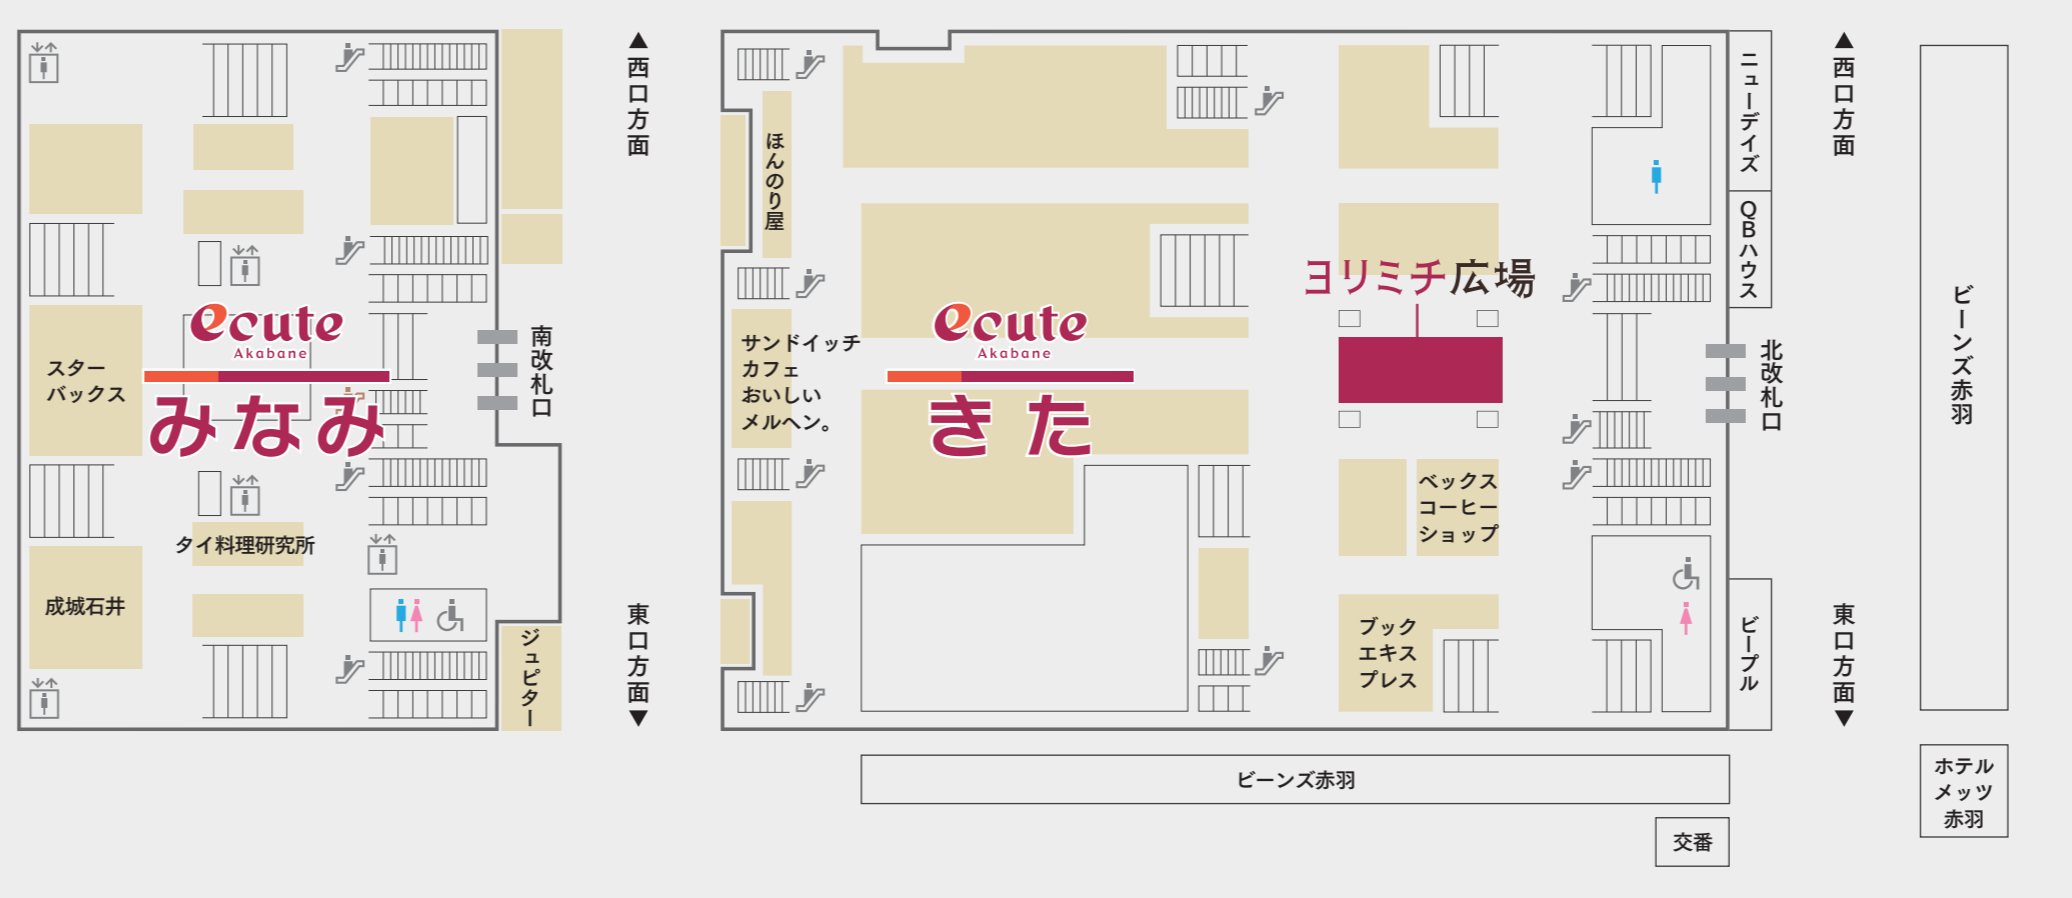 ecute
Akabane
みなみ
スター
バックス
タイ料理研究所
成城石井
南改札口
ジュピター
▲西口方面
東口方面▼
ほんのり屋
サンドイッチ
カフェ
おいしい
メルヘン。
ecute
Akabane
きた
ヨリミチ広場
ベックス
コーヒー
ショップ
ブック
エキス
プレス
ニューデイズ
QBハウス
北改札口
ビープル
▲西口方面
東口方面▼
ビーンズ赤羽
ビーンズ赤羽
交番
ホテル
メッツ
赤羽